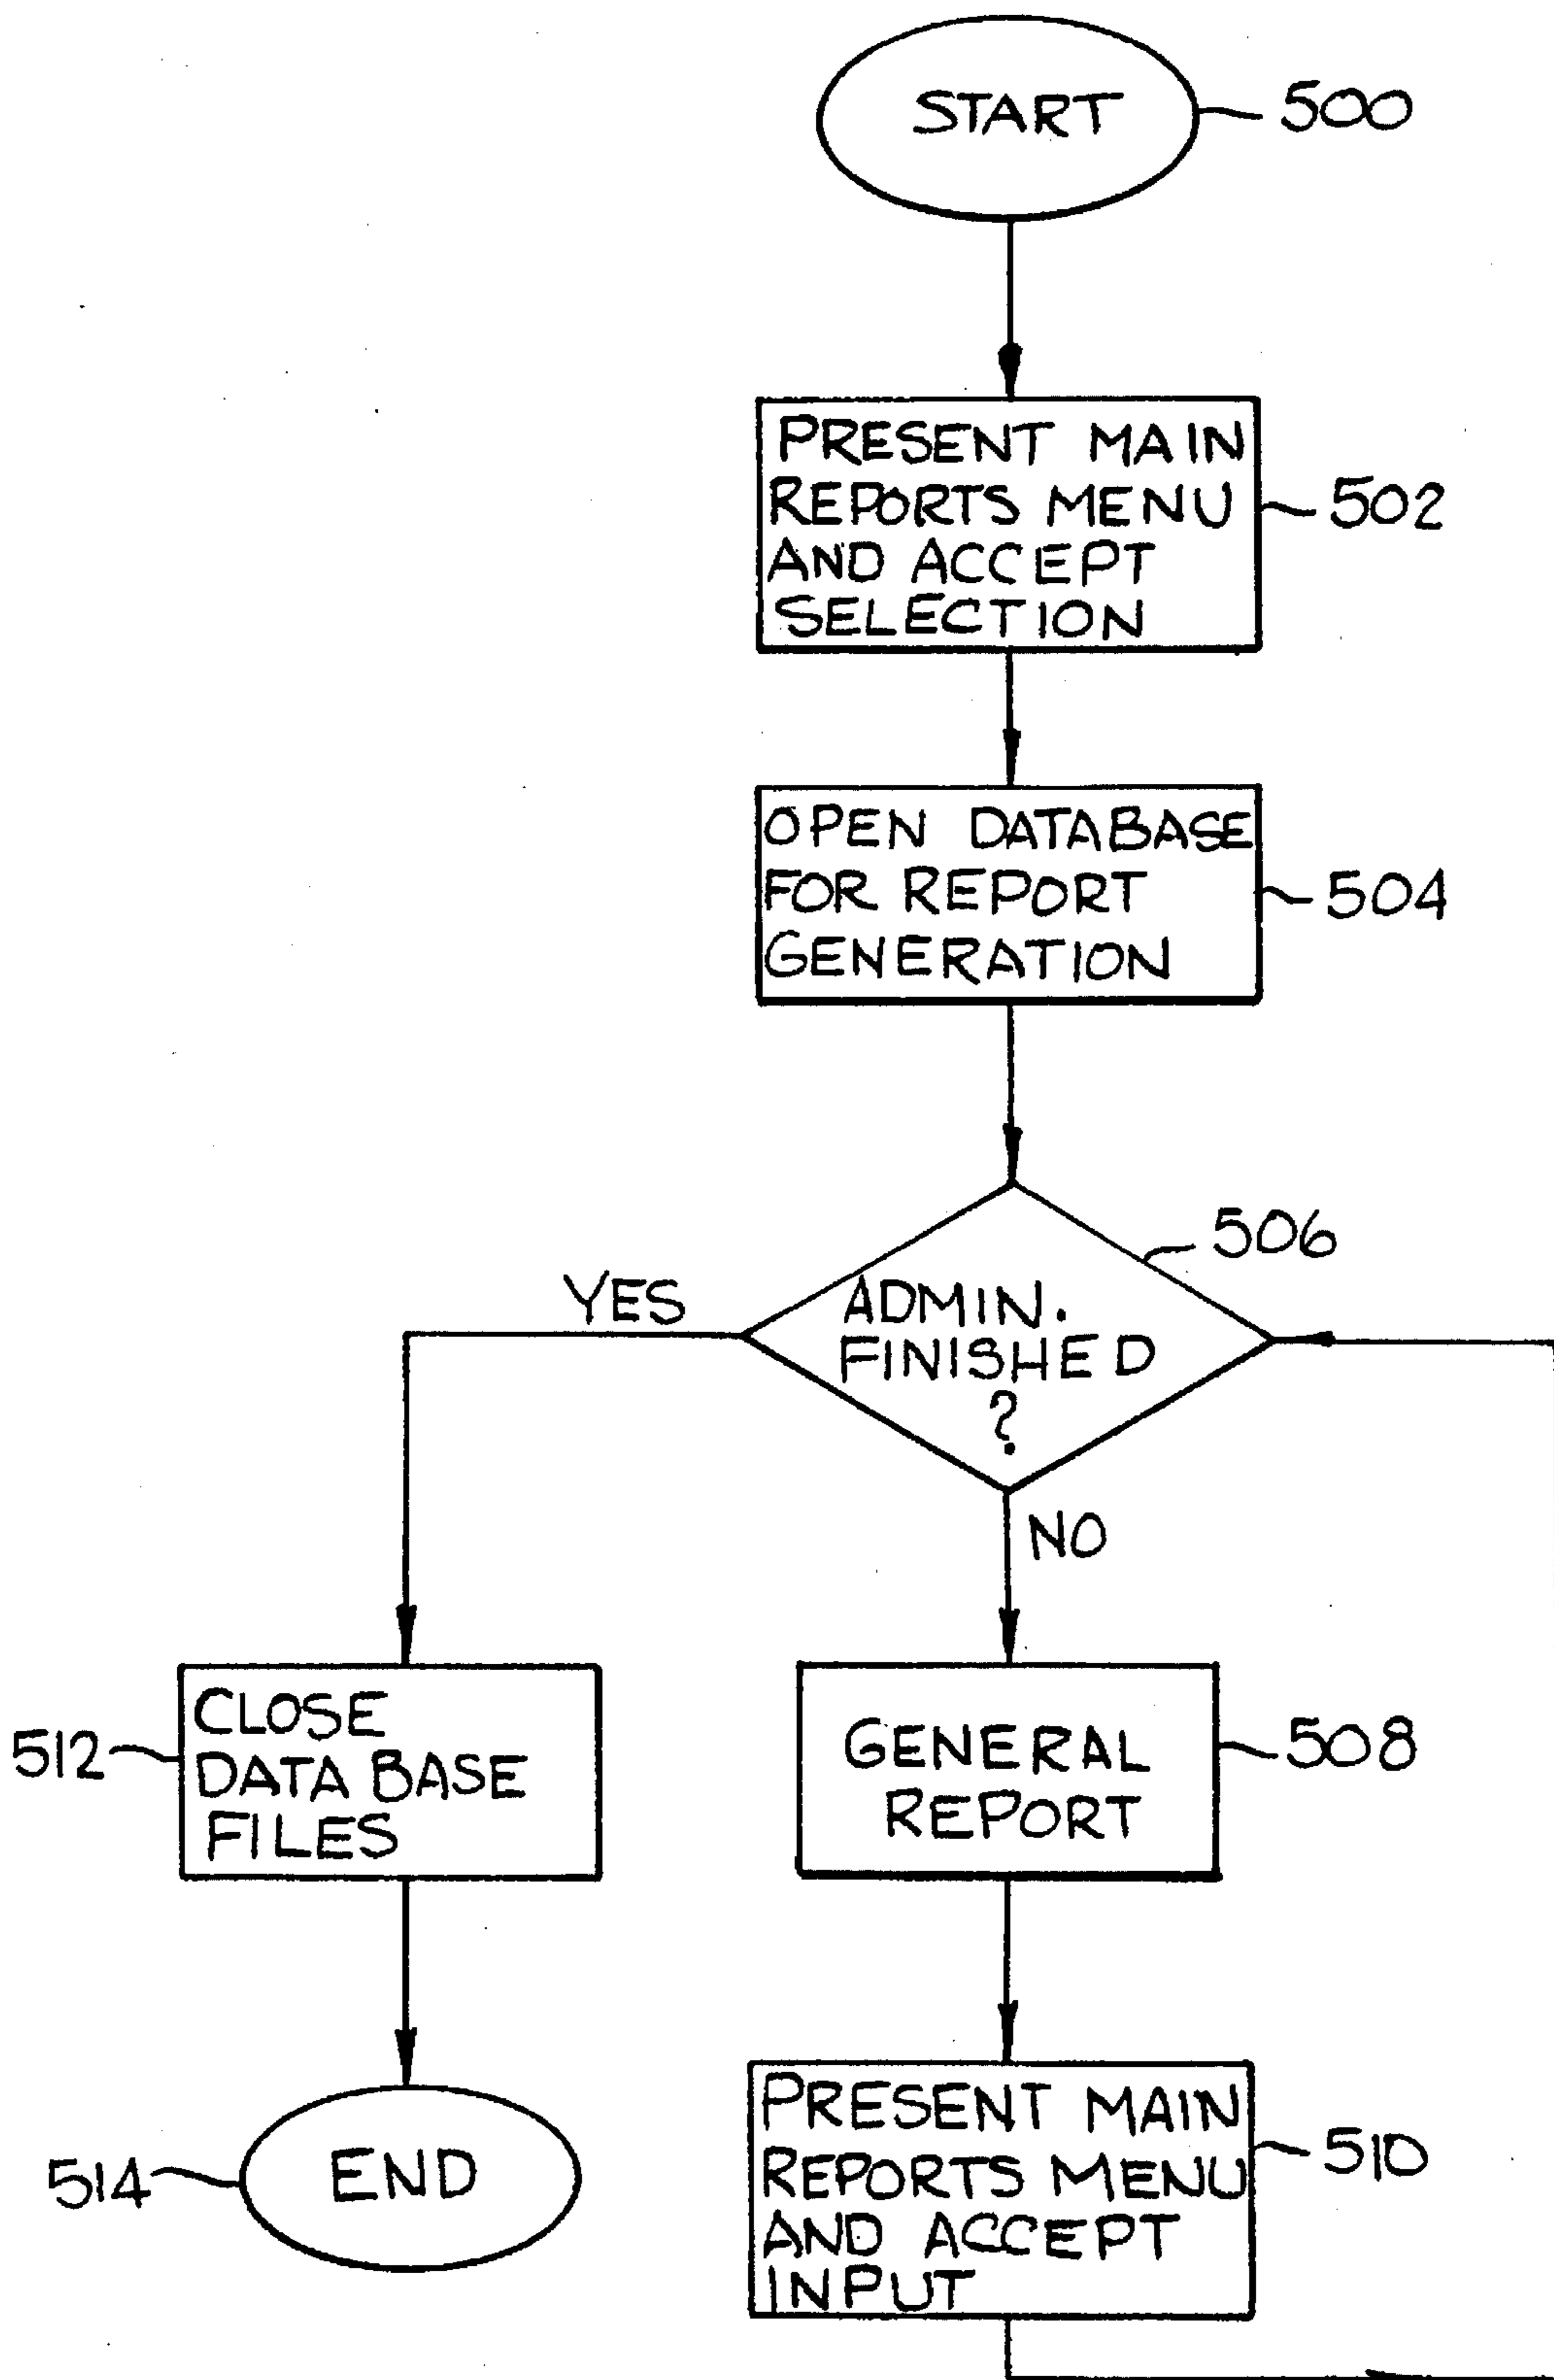 START
500
PRESENT MAIN
REPORTS MENU
AND ACCEPT
SELECTION
502
OPEN DATABASE
FOR REPORT
GENERATION
504
506
YES
ADMIN.
FINISHED
?
NO
CLOSE
DATA BASE
FILES
512
GENERAL
REPORT
508
END
514
PRESENT MAIN
REPORTS MENU
AND ACCEPT
INPUT
510